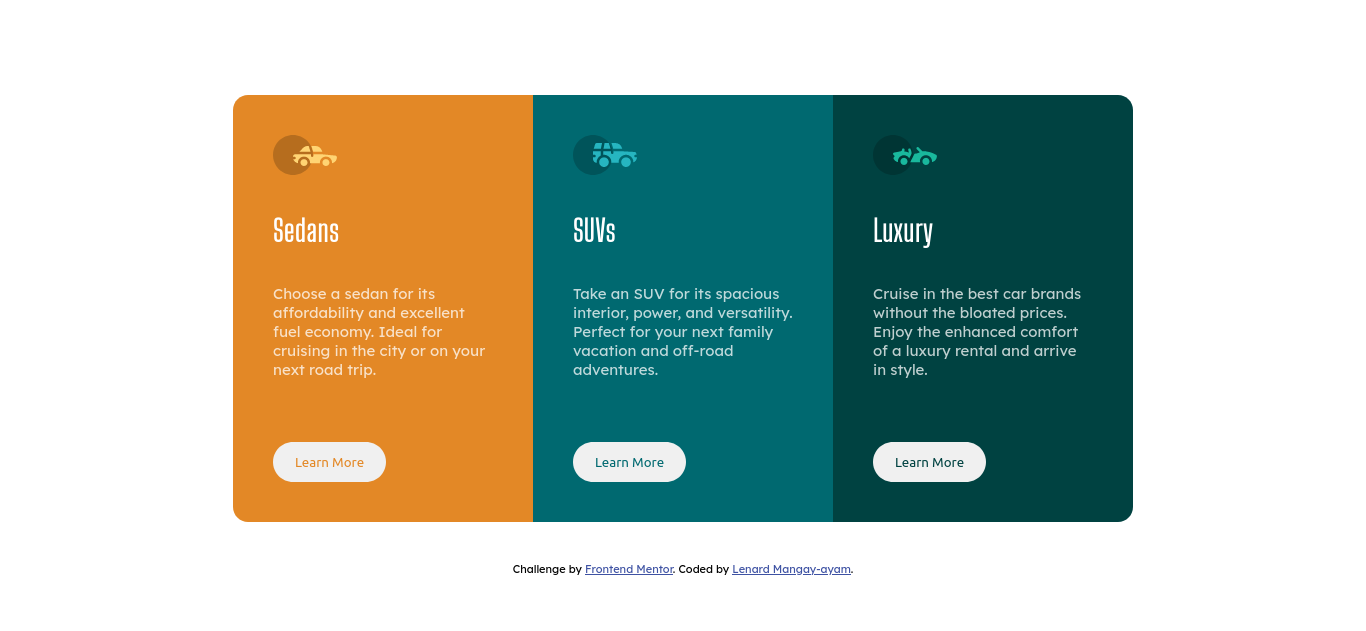 Sedans
Choose a sedan for its
affordability and excellent
fuel economy. Ideal for
cruising in the city or on your
next road trip.
Learn More
SUVs
Take an SUV for its spacious
interior, power, and versatility.
Perfect for your next family
vacation and off-road
adventures.
Learn More
Luxury
Cruise in the best car brands
without the bloated prices.
Enjoy the enhanced comfort
of a luxury rental and arrive
in style.
Learn More
Challenge by Frontend Mentor. Coded by Lenard Mangay-ayam.